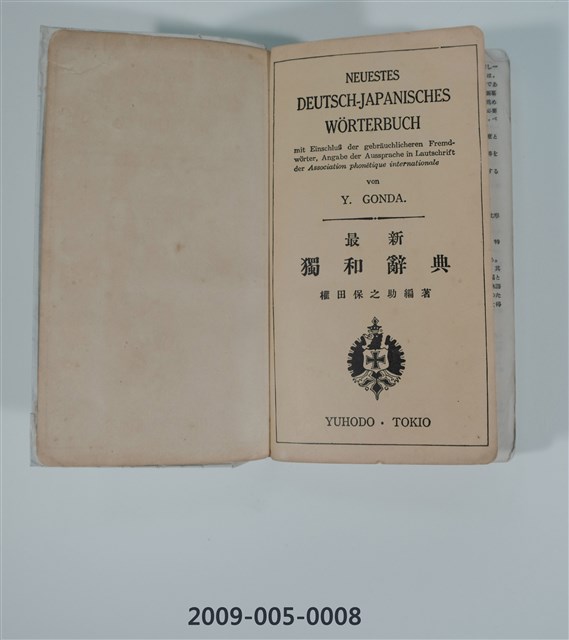 NEUESTES
DEUTSCH-JAPANISCHES
WÖRTERBUCH
mit Einschluß der gebräuchlicheren Fremd-
wörter, Angabe der Aussprache in Lautschrift
der Association phonétique internationale
von
Y. GONDA.
最新
獨和辭典
權田保之助編著
YUHODO · TOKIO
2009-005-0008